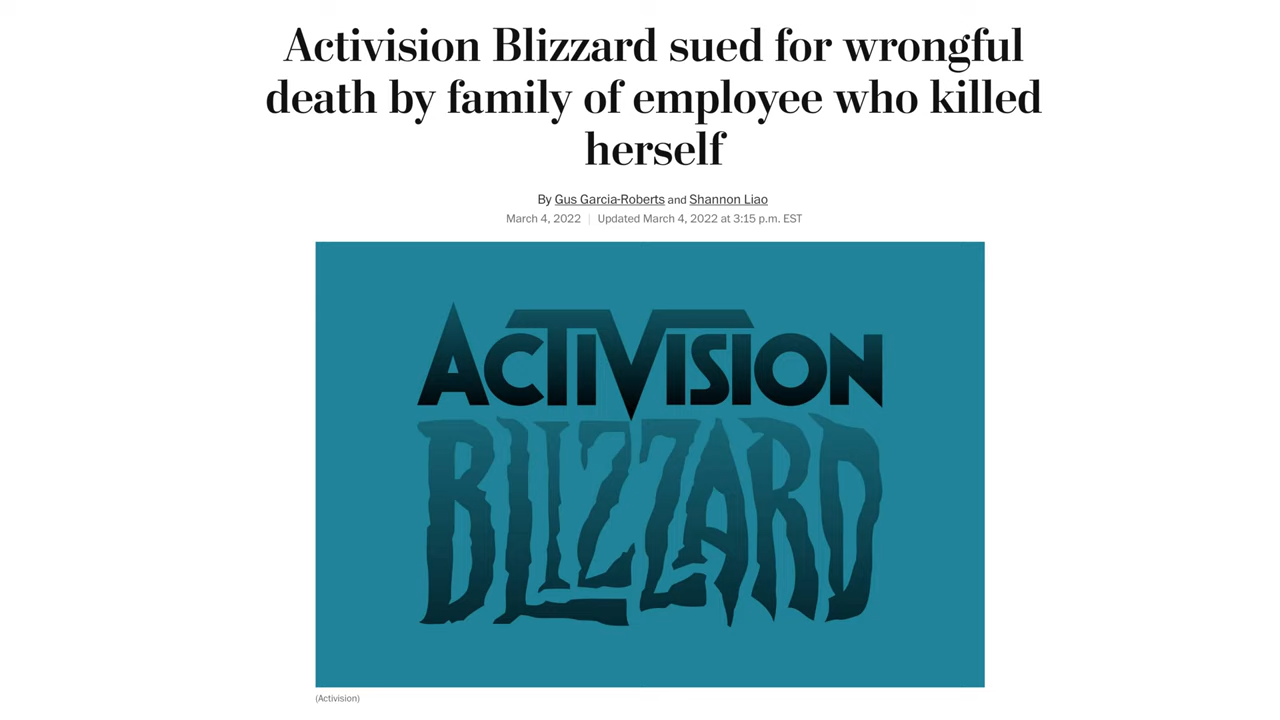 Activision Blizzard sued for wrongful
death by family of employee who killed
herself
By Gus Garcia-Roberts and Shannon Liao
March 4, 2022 | Updated March 4, 2022 at 3:15 p.m. EST
ACTIVISION
BLIZZARD
(Activision)